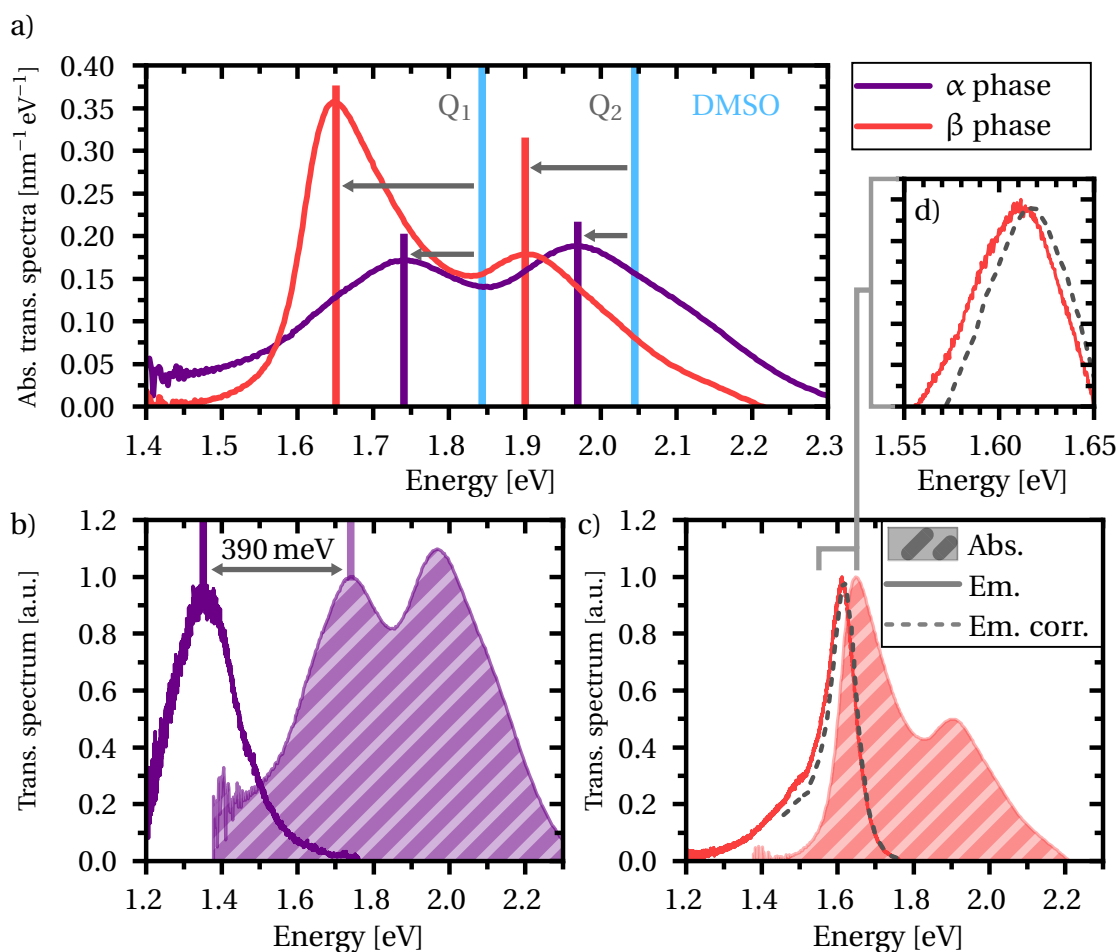 a)
Abs. trans. spectra [nm⁻¹ eV⁻¹]
0.40
0.35
0.30
0.25
0.20
0.15
0.10
0.05
0.00
Q₁
Q₂
DMSO
1.4 1.5 1.6 1.7 1.8 1.9 2.0 2.1 2.2 2.3
Energy [eV]
α phase
β phase
d)
1.55 1.60 1.65
Energy [eV]
b)
Trans. spectrum [a.u.]
1.2
1.0
0.8
0.6
0.4
0.2
0.0
390 meV
1.2 1.4 1.6 1.8 2.0 2.2
Energy [eV]
c)
Trans. spectrum [a.u.]
1.2
1.0
0.8
0.6
0.4
0.2
0.0
Abs.
Em.
Em. corr.
1.2 1.4 1.6 1.8 2.0 2.2
Energy [eV]